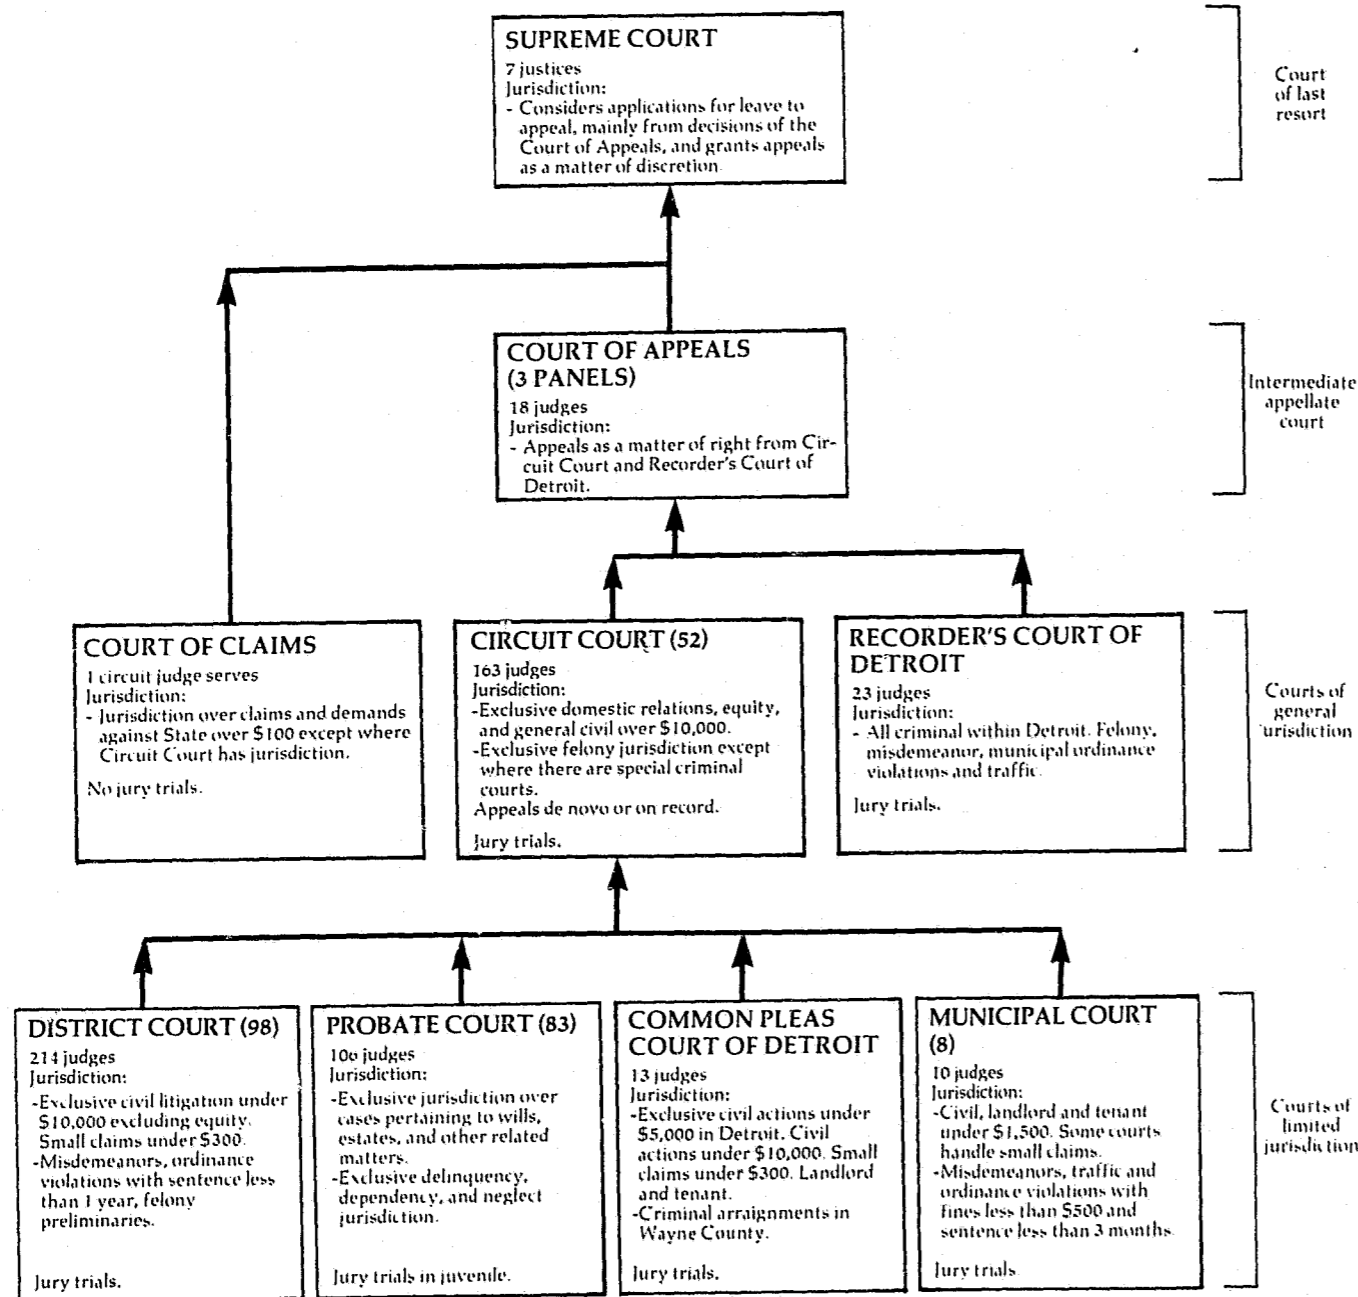 SUPREME COURT
7 justices
Jurisdiction:
- Considers applications for leave to
appeal, mainly from decisions of the
Court of Appeals, and grants appeals
as a matter of discretion.
Court
of last
resort
COURT OF APPEALS
(3 PANELS)
18 judges
Jurisdiction:
- Appeals as a matter of right from Cir-
cuit Court and Recorder's Court of
Detroit.
Intermediate
appellate
court
COURT OF CLAIMS
1 circuit judge serves
Jurisdiction:
- Jurisdiction over claims and demands
against State over $100 except where
Circuit Court has jurisdiction.
No jury trials.
CIRCUIT COURT (52)
163 judges
Jurisdiction:
-Exclusive domestic relations, equity,
and general civil over $10,000.
-Exclusive felony jurisdiction except
where there are special criminal
courts.
Appeals de novo or on record.
Jury trials.
RECORDER'S COURT OF
DETROIT
23 judges
Jurisdiction:
- All criminal within Detroit. Felony,
misdemeanor, municipal ordinance
violations and traffic.
Jury trials.
Courts of
general
urisdiction
DISTRICT COURT (98)
214 judges
Jurisdiction:
-Exclusive civil litigation under
$10,000 excluding equity.
Small claims under $300.
-Misdemeanors, ordinance
violations with sentence less
than 1 year, felony
preliminaries.
Jury trials.
PROBATE COURT (83)
106 judges
Jurisdiction:
-Exclusive jurisdiction over
cases pertaining to wills,
estates, and other related
matters.
-Exclusive delinquency,
dependency, and neglect
jurisdiction.
Jury trials in juvenile.
COMMON PLEAS
COURT OF DETROIT
13 judges
Jurisdiction:
-Exclusive civil actions under
$5,000 in Detroit. Civil
actions under $10,000. Small
claims under $300. Landlord
and tenant.
-Criminal arraignments in
Wayne County.
Jury trials.
MUNICIPAL COURT
(8)
10 judges
Jurisdiction:
-Civil, landlord and tenant
under $1,500. Some courts
handle small claims.
-Misdemeanors, traffic and
ordinance violations with
fines less than $500 and
sentence less than 3 months.
Jury trials
Courts of
limited
jurisdiction